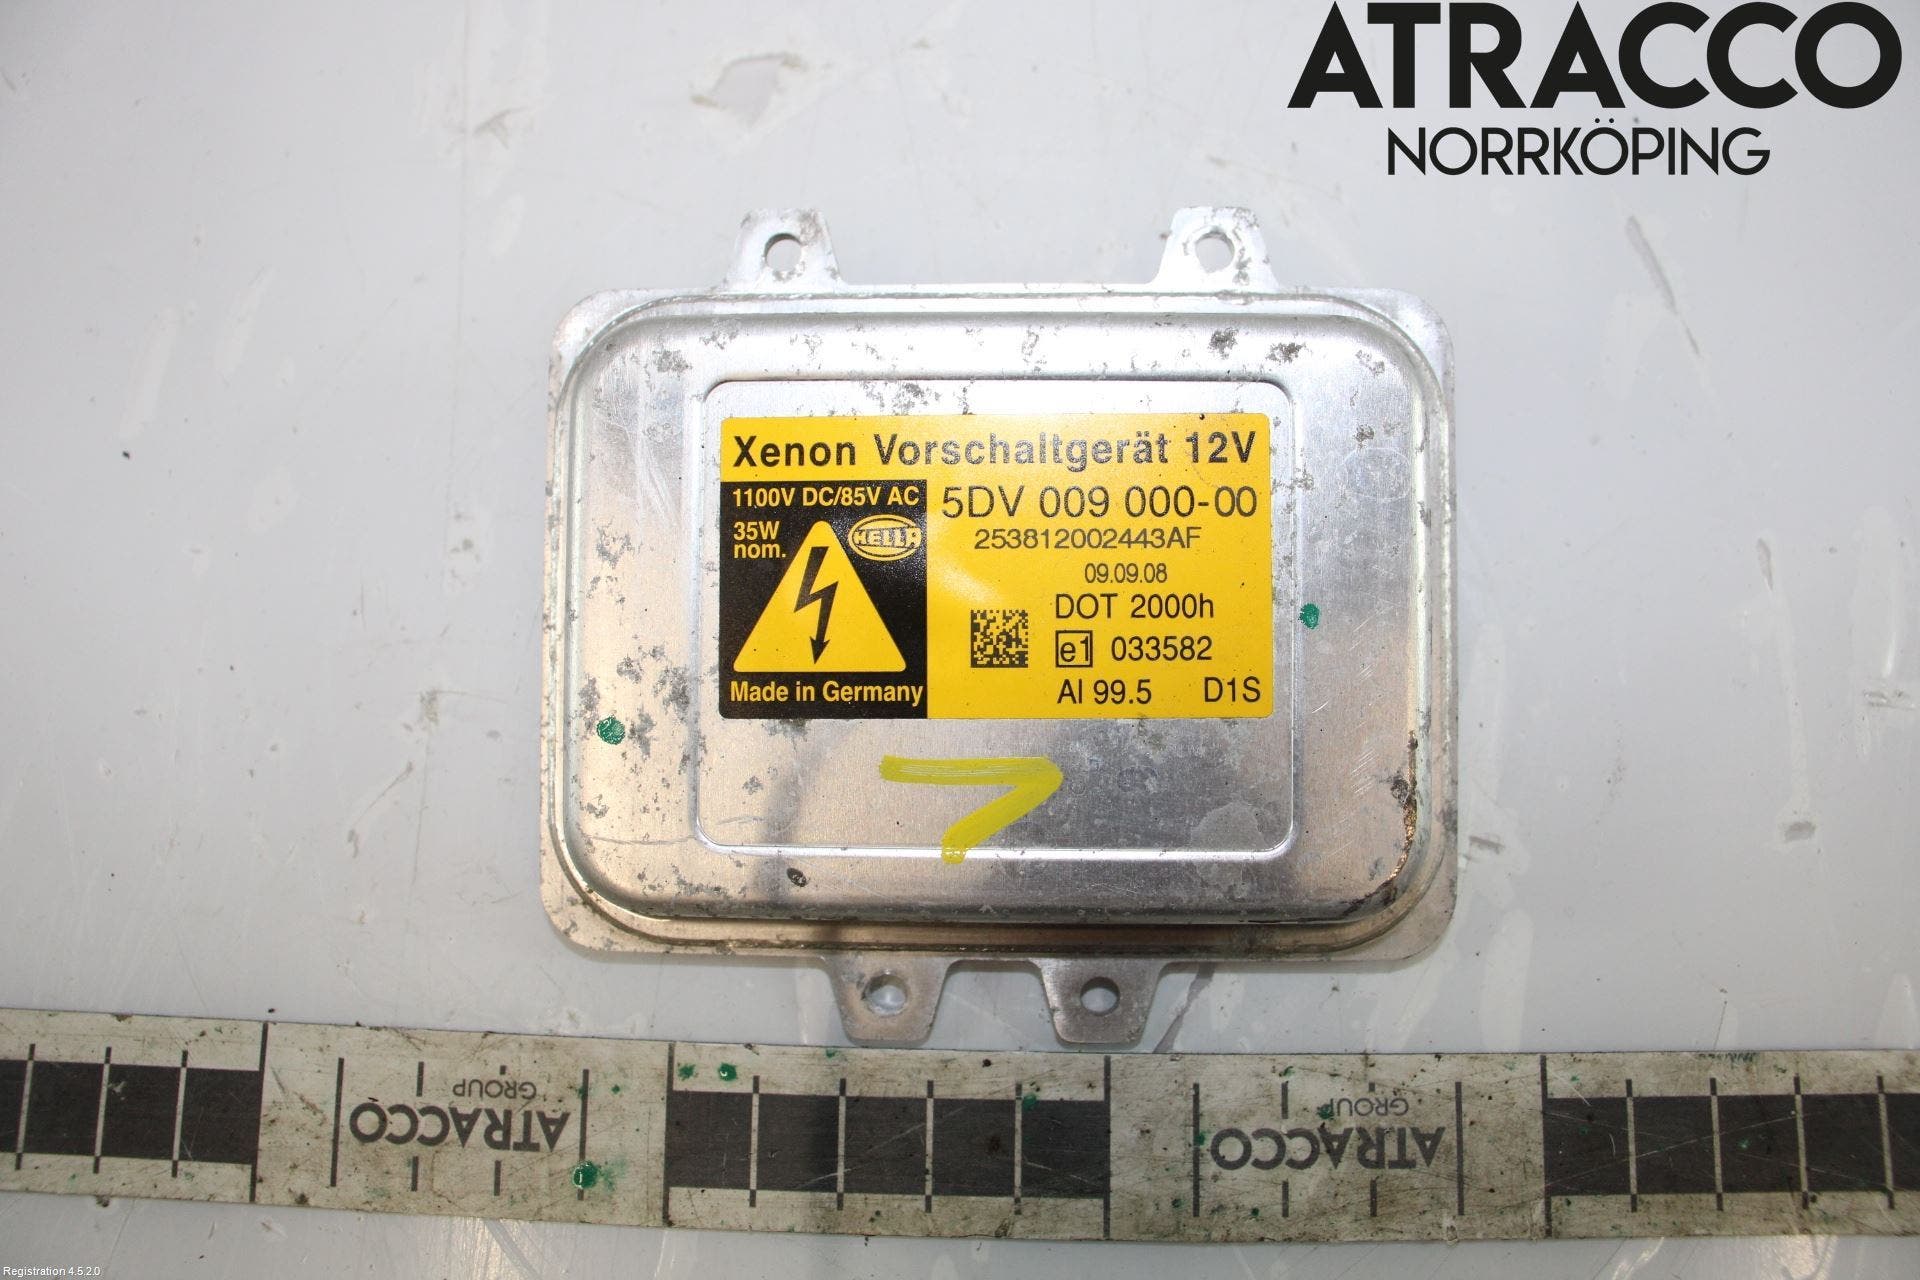 ATRACCO
NORRKÖPING
Xenon Vorschaltgerät 12V
1100V DC/85V AC
35W
nom.
HELLA
Made in Germany
5DV 009 000-00
253812002443AF
09.09.08
DOT 2000h
e1 033582
Al 99.5 D1S
ATRACCO
GROUP
ATRACCO
GROUP
Registration 4.5.2.0